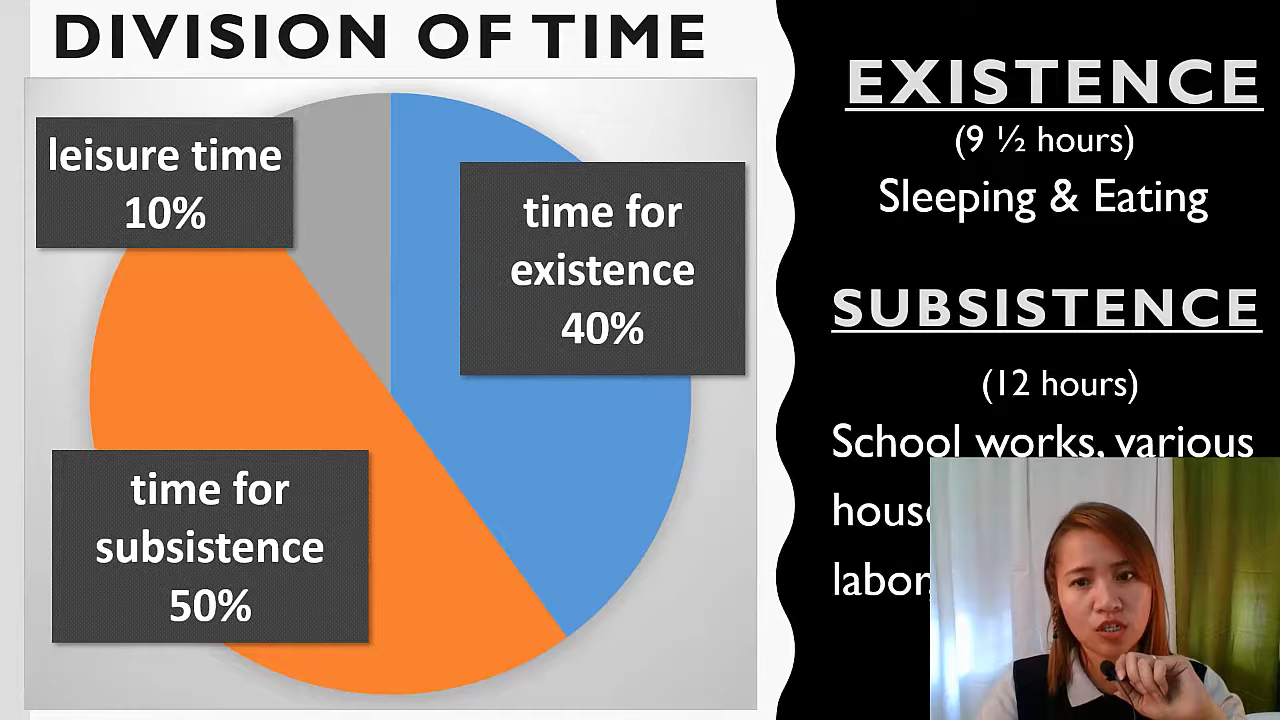 DIVISION OF TIME
leisure time
10%
time for
existence
40%
time for
subsistence
50%
EXISTENCE
(9 ½ hours)
Sleeping & Eating
SUBSISTENCE
(12 hours)
School works, various